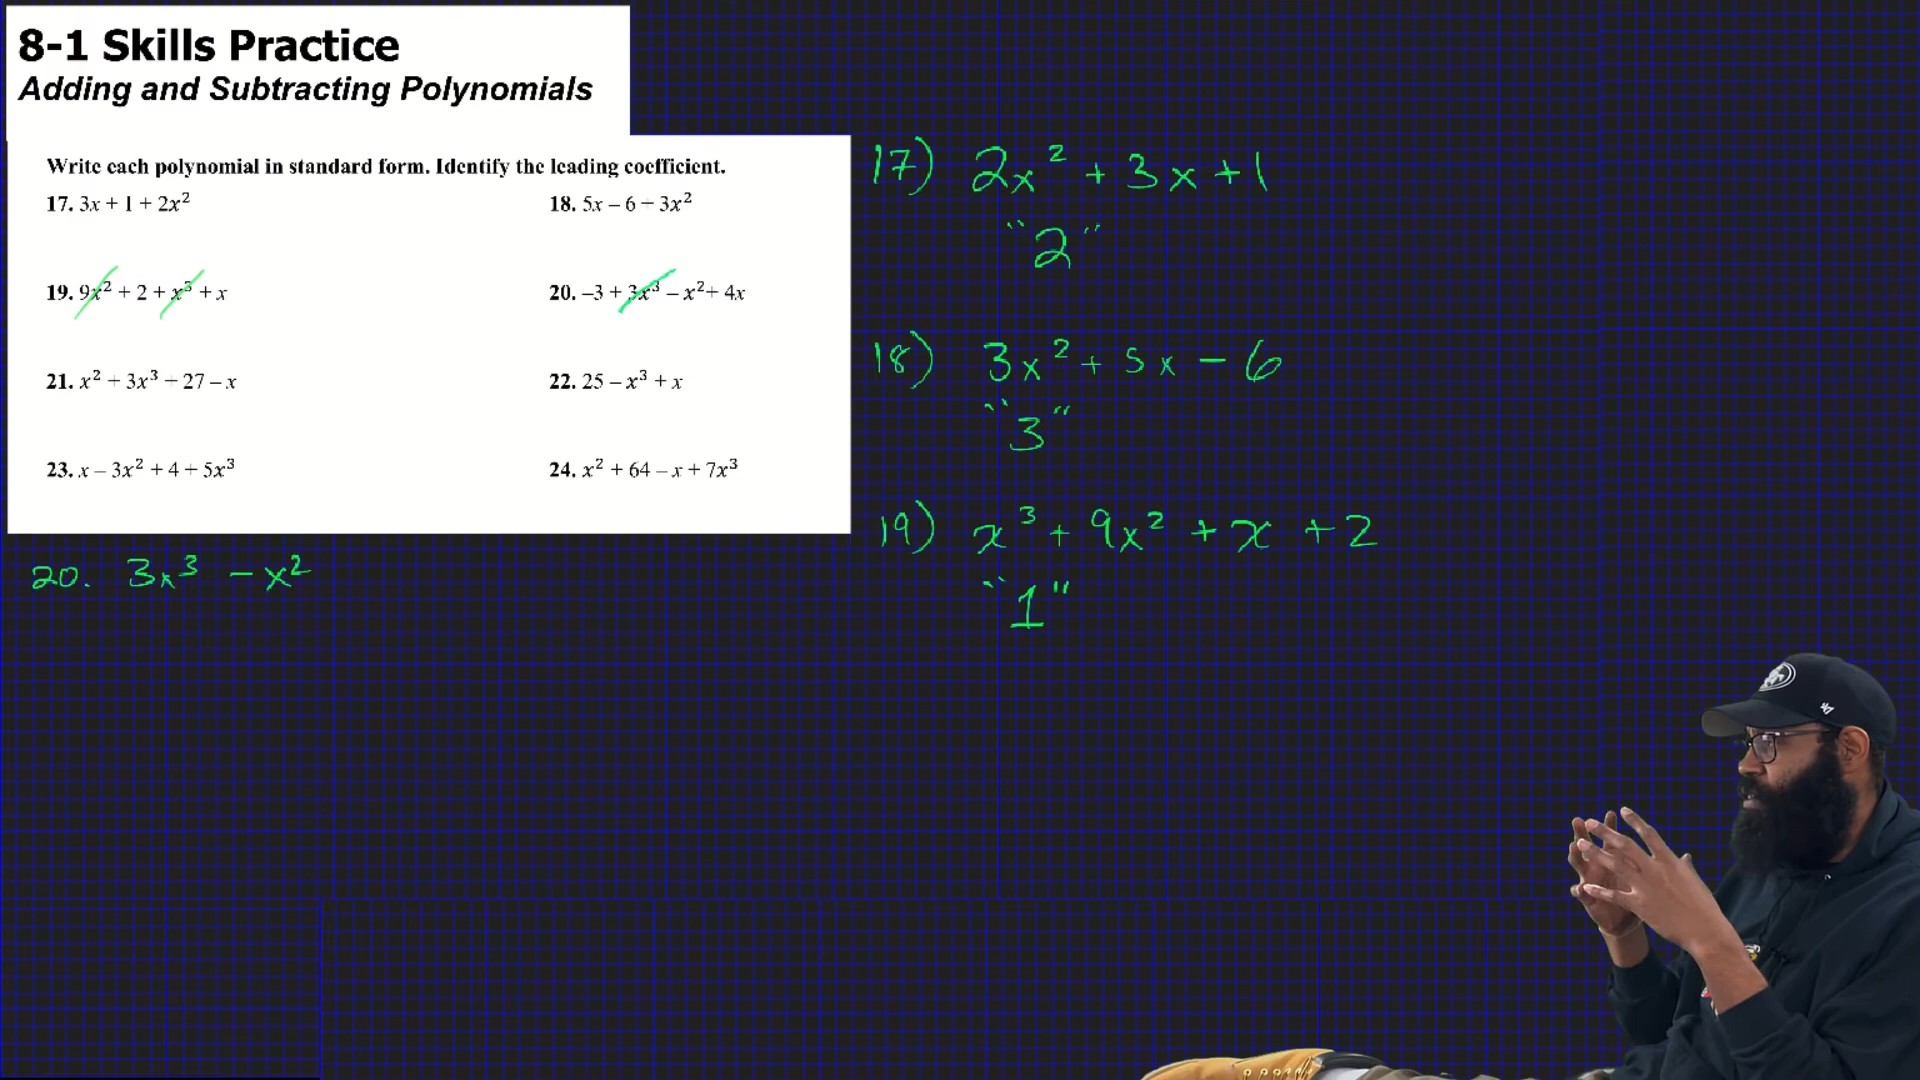 8-1 Skills Practice
Adding and Subtracting Polynomials
Write each polynomial in standard form. Identify the leading coefficient.
17. 3x + 1 + 2x²
18. 5x – 6 + 3x²
19. 9x² + 2 + x³ + x
20. –3 + 3x³ – x² + 4x
21. x² + 3x³ + 27 – x
22. 25 – x³ + x
23. x – 3x² + 4 + 5x³
24. x² + 64 – x + 7x³
20. 3x³ - x²
17) 2x² + 3x + 1
"2"
18) 3x² + 5x - 6
"3"
19) x³ + 9x² + x + 2
"1"